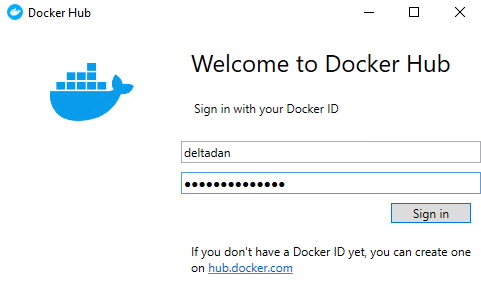 Docker Hub
Welcome to Docker Hub
Sign in with your Docker ID
deltadan
●●●●●●●●●●●●●●
Sign in
If you don't have a Docker ID yet, you can create one
on hub.docker.com